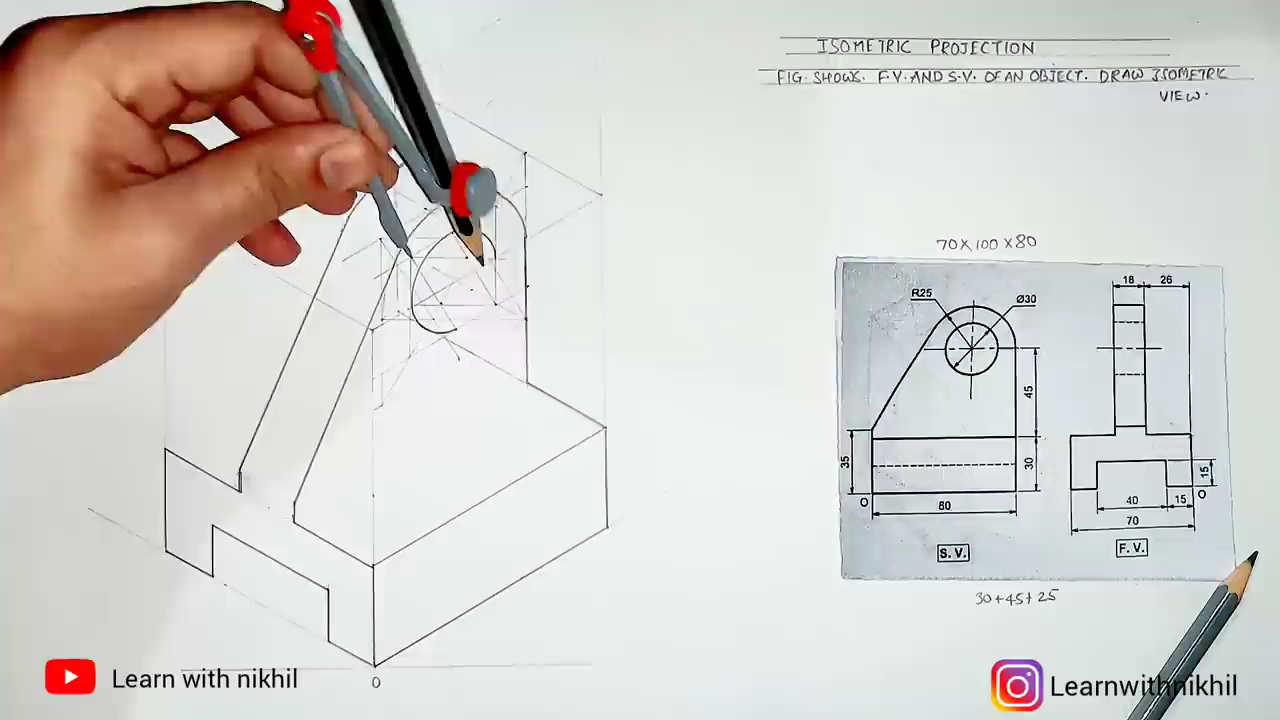 ISOMETRIC PROJECTION
FIG. SHOWS. F.V. AND S.V. OF AN OBJECT. DRAW ISOMETRIC
VIEW.
70 X 100 X 80
R25
Ø30
18
26
45
35
30
15
O
O
80
40
15
70
S. V.
F. V.
30+45+25
O
Learn with nikhil
Learnwithnikhil